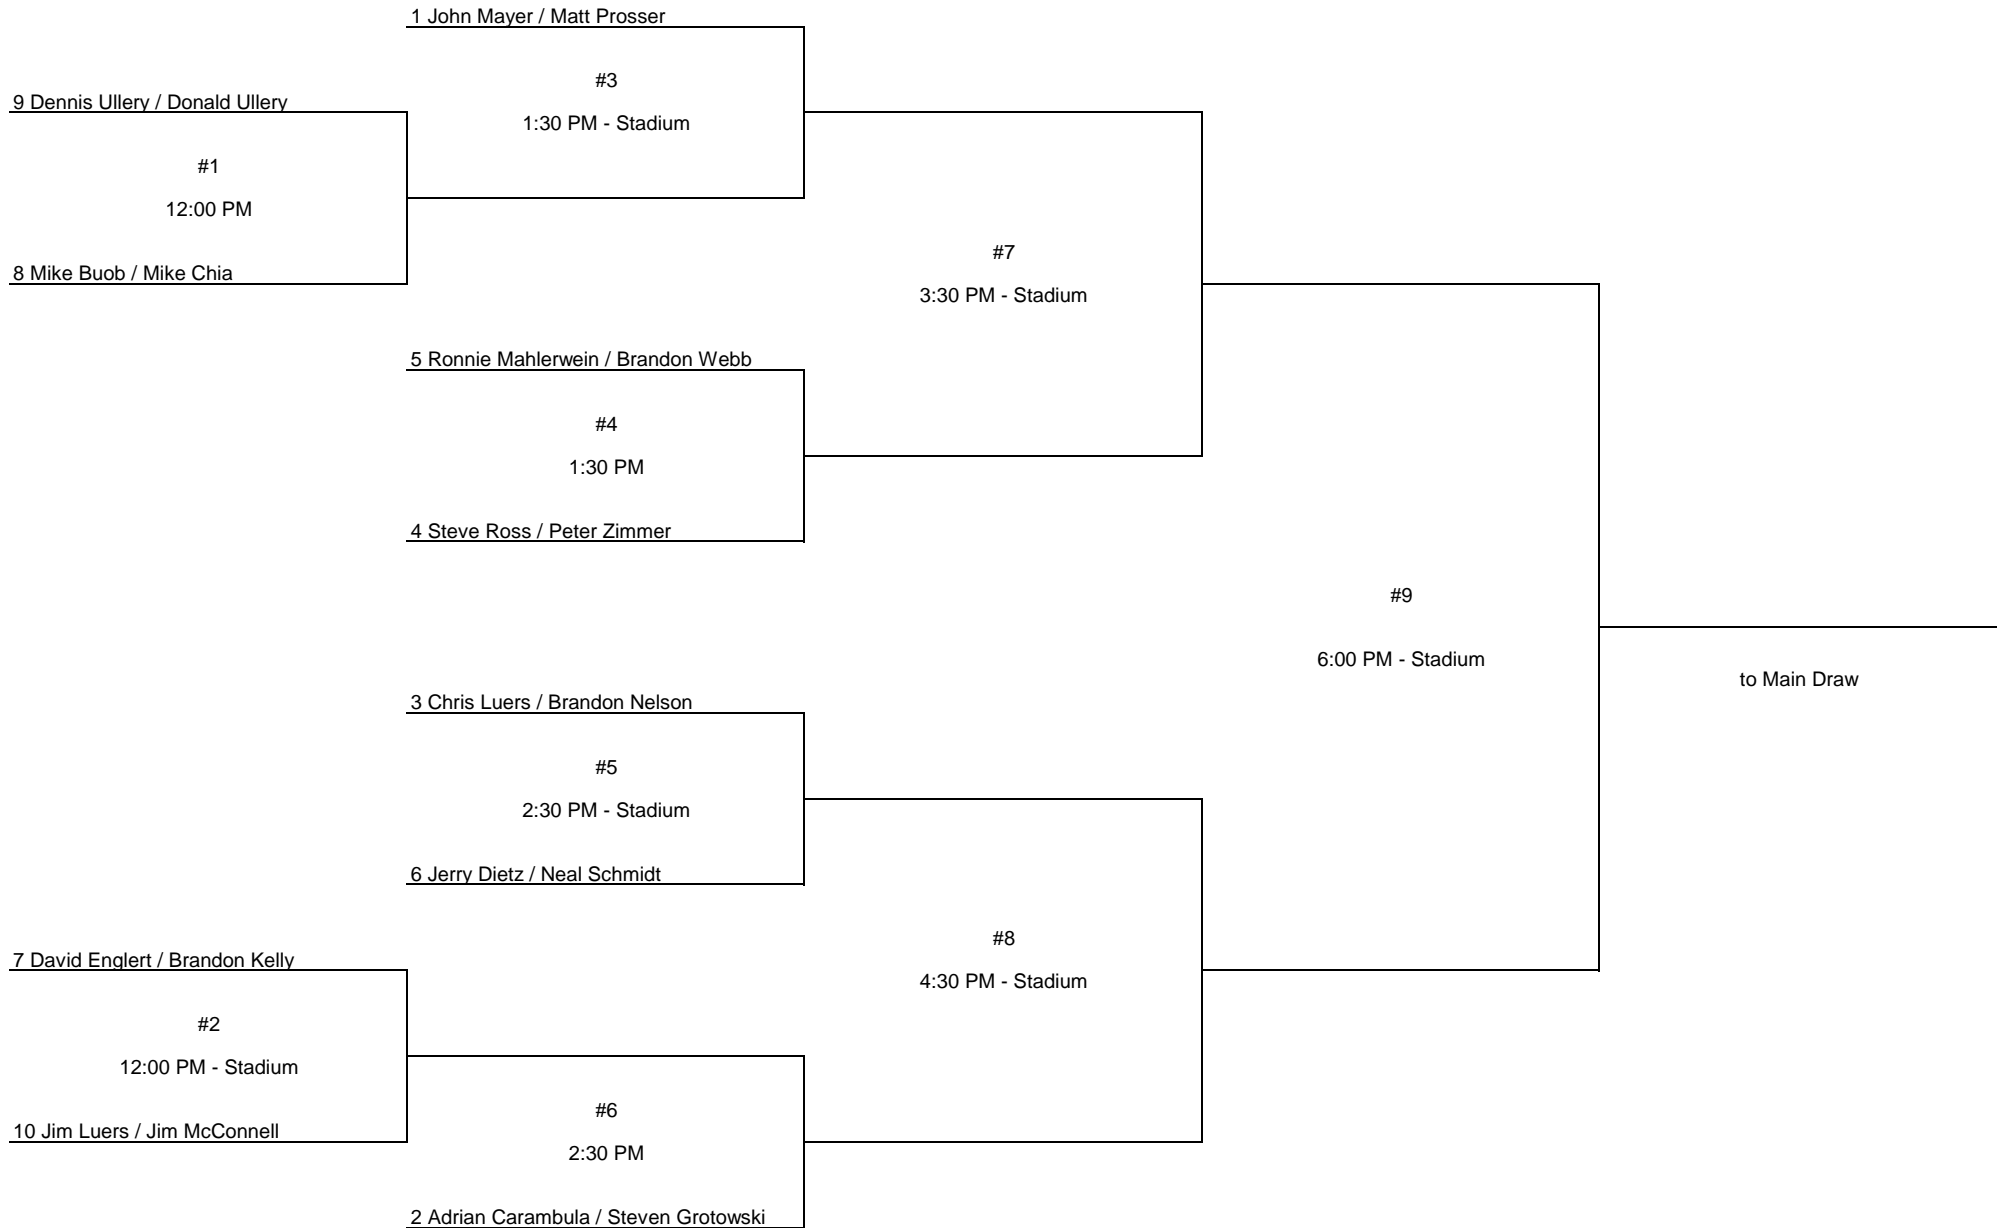 1 John Mayer / Matt Prosser
#3
9 Dennis Ullery / Donald Ullery
1:30 PM - Stadium
#1
12:00 PM
#7
8 Mike Buob / Mike Chia
3:30 PM - Stadium
5 Ronnie Mahlerwein / Brandon Webb
#4
1:30 PM
4 Steve Ross / Peter Zimmer
#9
6:00 PM - Stadium
to Main Draw
3 Chris Luers / Brandon Nelson
#5
2:30 PM - Stadium
6 Jerry Dietz / Neal Schmidt
#8
7 David Englert / Brandon Kelly
4:30 PM - Stadium
#2
12:00 PM - Stadium
#6
10 Jim Luers / Jim McConnell
2:30 PM
2 Adrian Carambula / Steven Grotowski